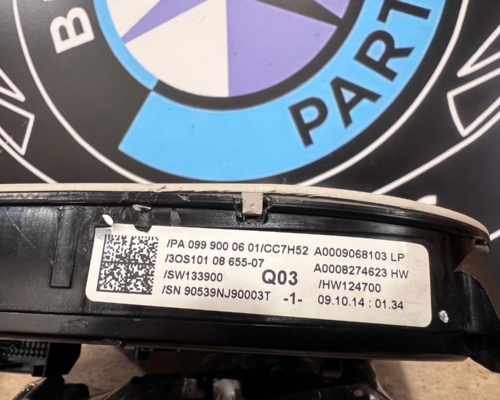 B
PART
/PA 099 900 06 01/CC7H52 A0009068103 LP
/3OS101 08 655-07 A0008274623 HW
/SW133900 Q03 /HW124700
/SN 90539NJ90003T -1- 09.10.14 : 01.34